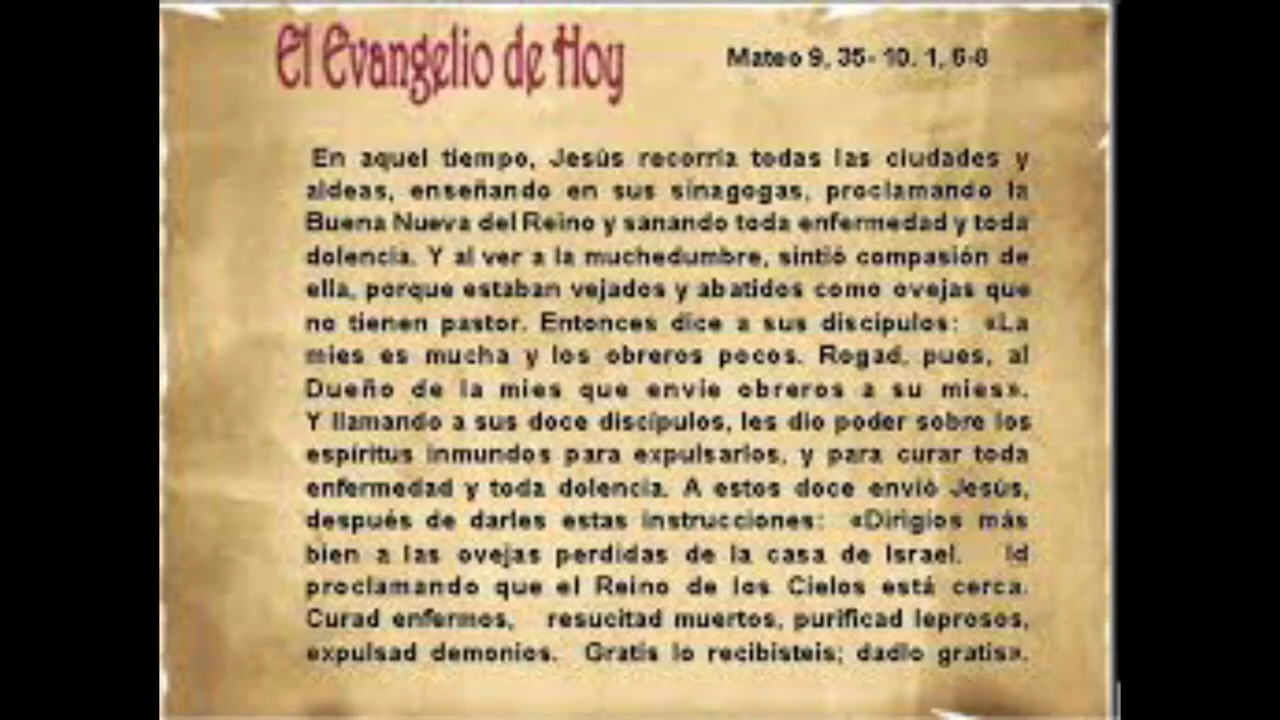 El Evangelio de Hoy
Mateo 9, 35- 10. 1, 6-8
En aquel tiempo, Jesús recorría todas las ciudades y
aldeas, enseñando en sus sinagogas, proclamando la
Buena Nueva del Reino y sanando toda enfermedad y toda
dolencia. Y al ver a la muchedumbre, sintió compasión de
ella, porque estaban vejados y abatidos como ovejas que
no tienen pastor. Entonces dice a sus discípulos: «La
mies es mucha y los obreros pocos. Rogad, pues, al
Dueño de la mies que envíe obreros a su mies».
Y llamando a sus doce discípulos, les dio poder sobre los
espíritus inmundos para expulsarlos, y para curar toda
enfermedad y toda dolencia. A estos doce envió Jesús,
después de darles estas instrucciones: «Dirigíos más
bien a las ovejas perdidas de la casa de Israel. Id
proclamando que el Reino de los Cielos está cerca.
Curad enfermos, resucitad muertos, purificad leprosos,
expulsad demonios. Gratis lo recibisteis; dadlo gratis».